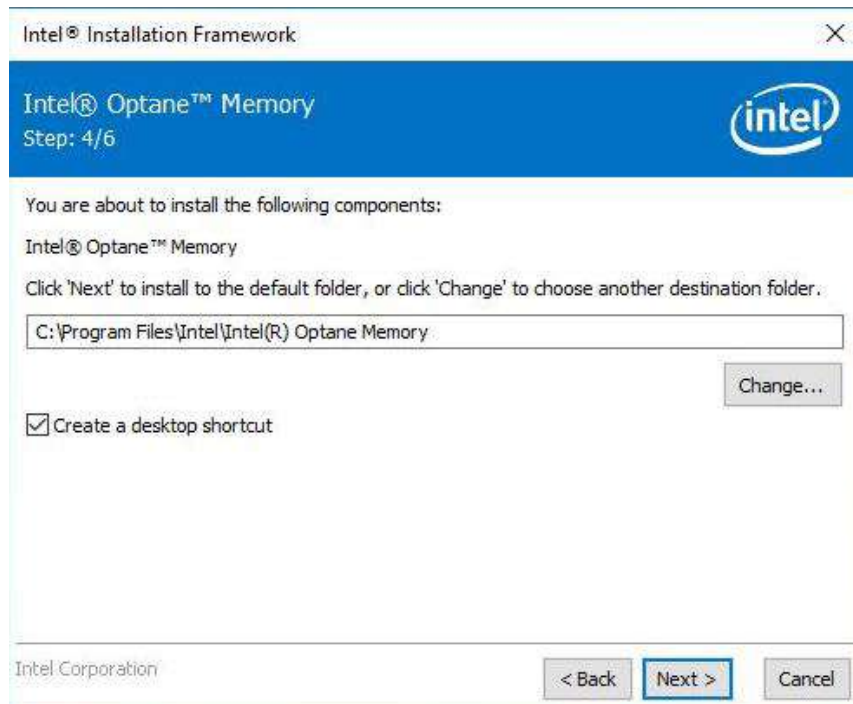 Intel® Installation Framework
Intel® Optane™ Memory
Step: 4/6
intel
You are about to install the following components:
Intel® Optane™ Memory
Click 'Next' to install to the default folder, or click 'Change' to choose another destination folder.
C:\Program Files\Intel\Intel(R) Optane Memory
Change...
Create a desktop shortcut
Intel Corporation
< Back Next > Cancel